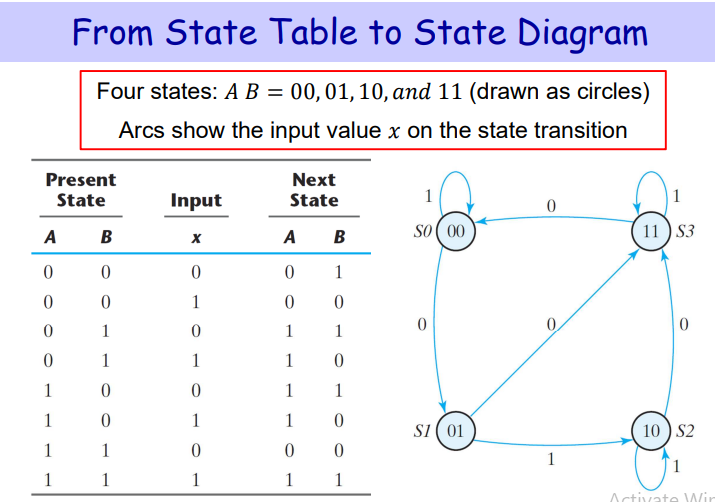 From State Table to State Diagram
Four states: A B = 00, 01, 10, and 11 (drawn as circles)
Arcs show the input value x on the state transition
Present State Input Next State
A B x A B
0 0 0 0 1
0 0 1 0 0
0 1 0 1 1
0 1 1 1 0
1 0 0 1 1
1 0 1 1 0
1 1 0 0 0
1 1 1 1 1
1 0 1
S0 00 11 S3
0 0 0
S1 01 10 S2
1 1